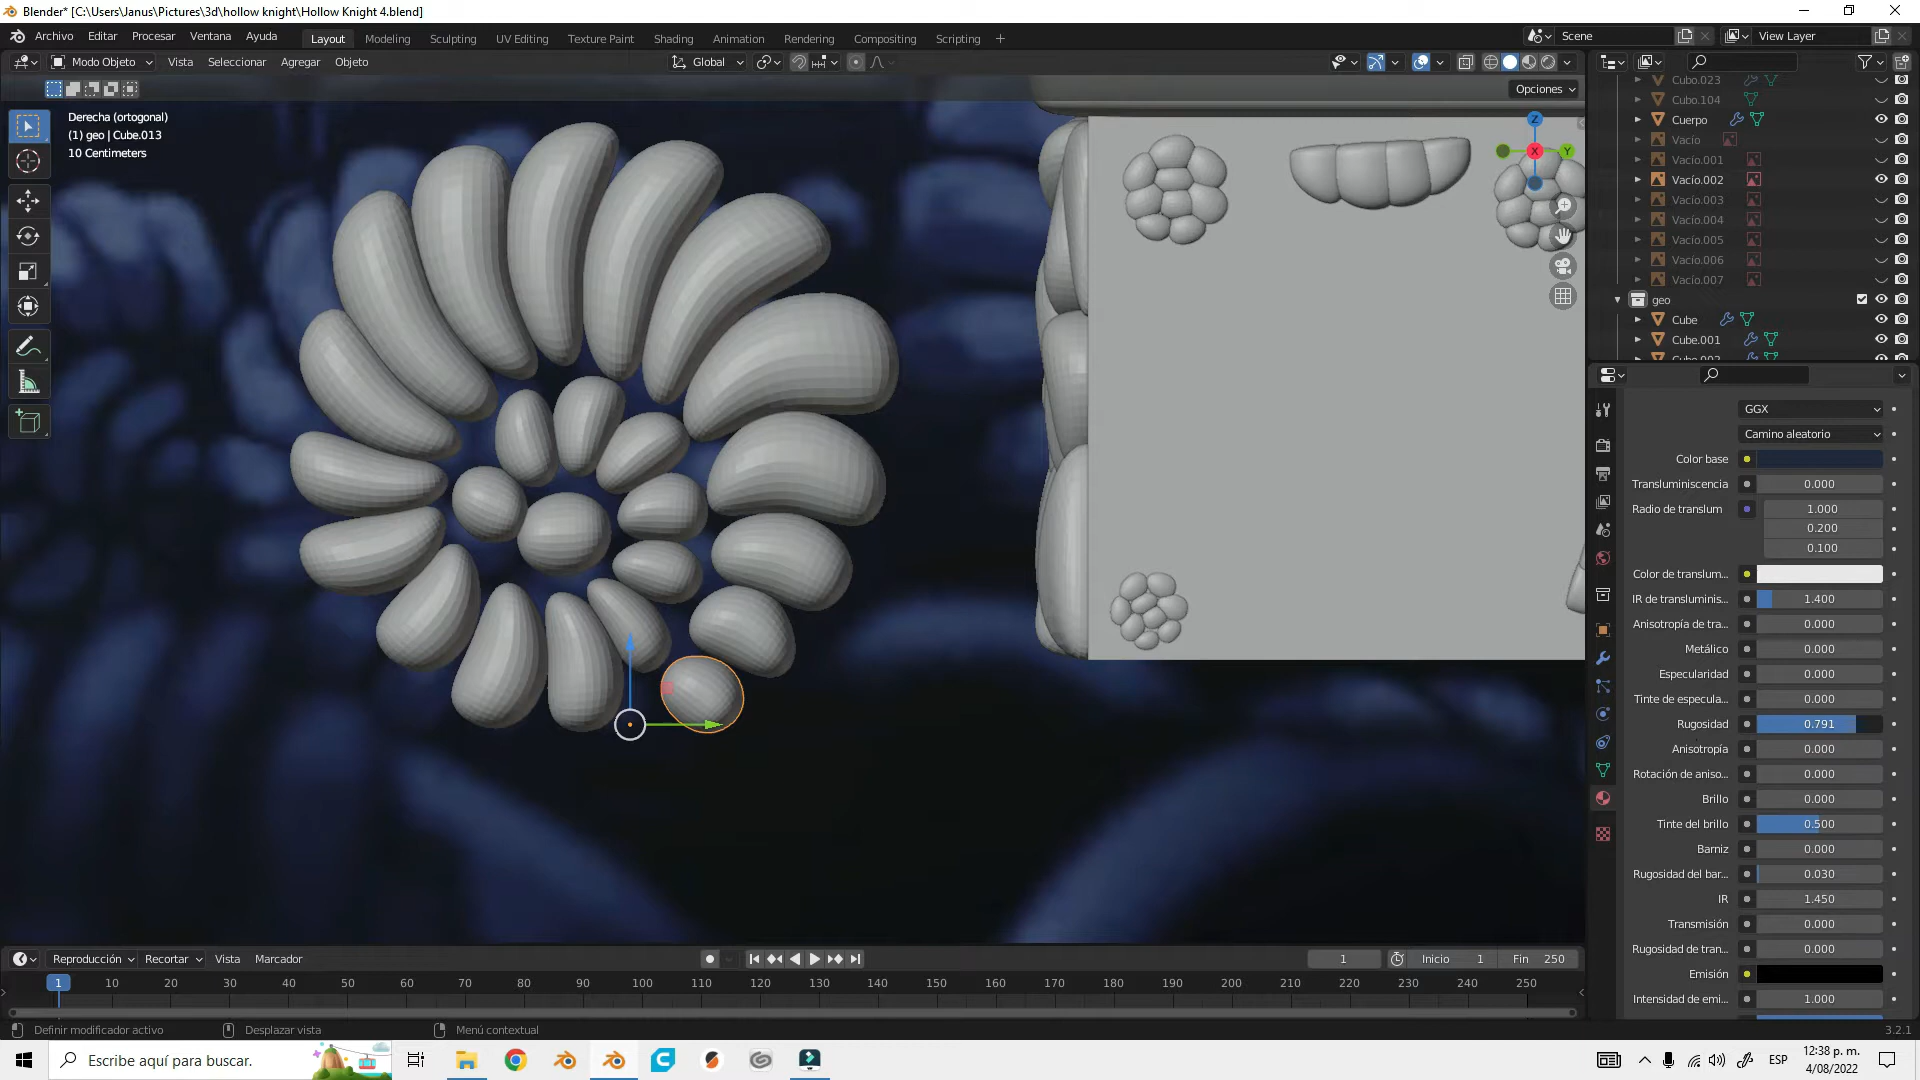 Blender* [C:\Users\Janus\Pictures\3d\hollow knight\Hollow Knight 4.blend]
Archivo Editar Procesar Ventana Ayuda Layout Modeling Sculpting UV Editing Texture Paint Shading Animation Rendering Compositing Scripting Scene View Layer
Modo Objeto Vista Seleccionar Agregar Objeto Global
Opciones
Derecha (ortogonal)
(1) geo | Cube.013
10 Centimeters
Z
X
Y
Cubo.023
Cubo.104
Cuerpo
Vacío
Vacío.001
Vacío.002
Vacío.003
Vacío.004
Vacío.005
Vacío.006
Vacío.007
geo
Cube
Cube.001
Cube.002
GGX
Camino aleatorio
Color base
Transluminiscencia 0.000
Radio de translum 1.000
0.200
0.100
Color de translum...
IR de transluminis... 1.400
Anisotropía de tra... 0.000
Metálico 0.000
Especularidad 0.000
Tinte de especula... 0.000
Rugosidad 0.791
Anisotropía 0.000
Rotación de aniso... 0.000
Brillo 0.000
Tinte del brillo 0.500
Barniz 0.000
Rugosidad del bar... 0.030
IR 1.450
Transmisión 0.000
Rugosidad de tran... 0.000
Emisión
Intensidad de emi... 1.000
Reproducción Recortar Vista Marcador 1 Inicio 1 Fin 250
1 10 20 30 40 50 60 70 80 90 100 110 120 130 140 150 160 170 180 190 200 210 220 230 240 250
Definir modificador activo Desplazar vista Menú contextual 3.2.1
Escribe aquí para buscar. ESP
12:38 p. m.
4/08/2022